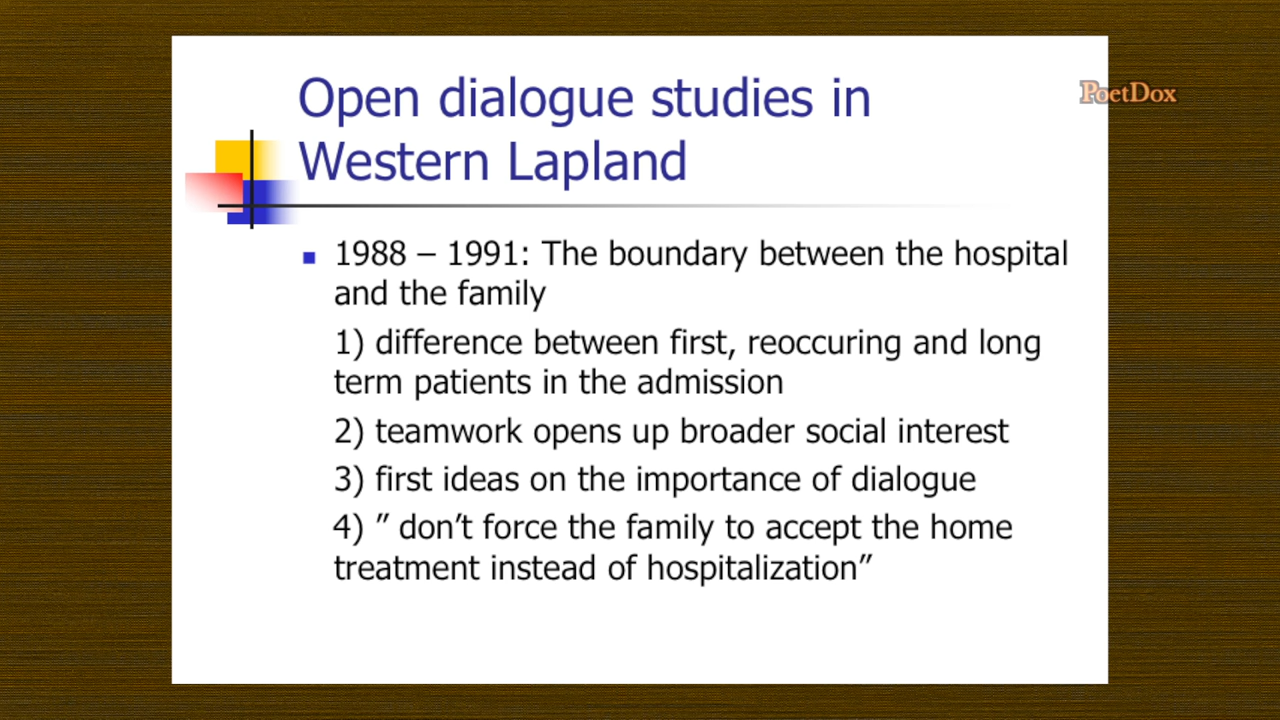 Open dialogue studies in
Western Lapland
PoetDox
■ 1988 – 1991: The boundary between the hospital
and the family
1) difference between first, reoccuring and long
term patients in the admission
2) teamwork opens up broader social interest
3) first ideas on the importance of dialogue
4) ” don’t force the family to accept the home
treatment instead of hospitalization”